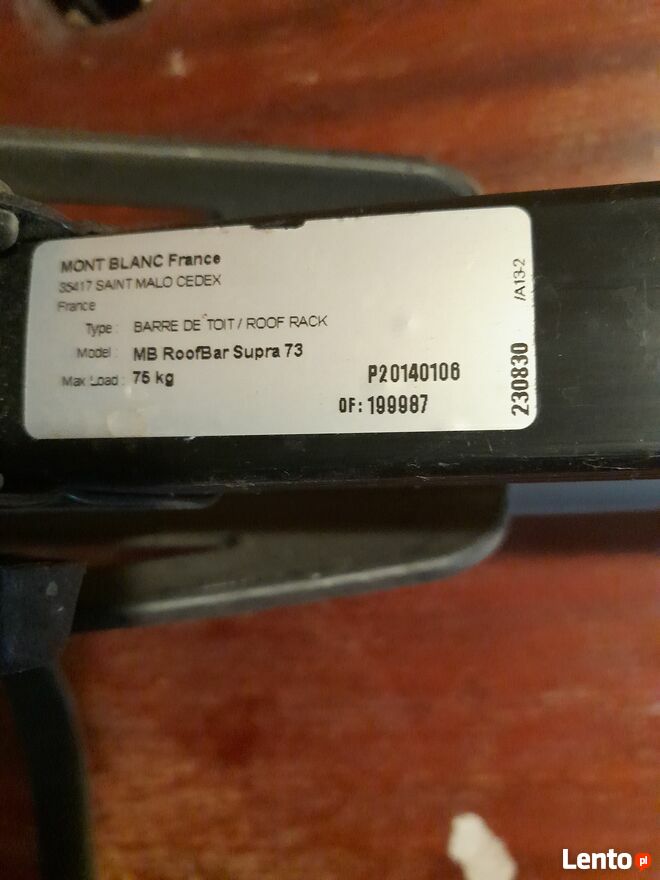 MONT BLANC France
35417 SAINT MALO CEDEX
France
Type : BARRE DE TOIT / ROOF RACK
Model : MB RoofBar Supra 73
Max Load : 75 kg
P20140106
OF: 199987
230830 /A13-2
Lento.pl